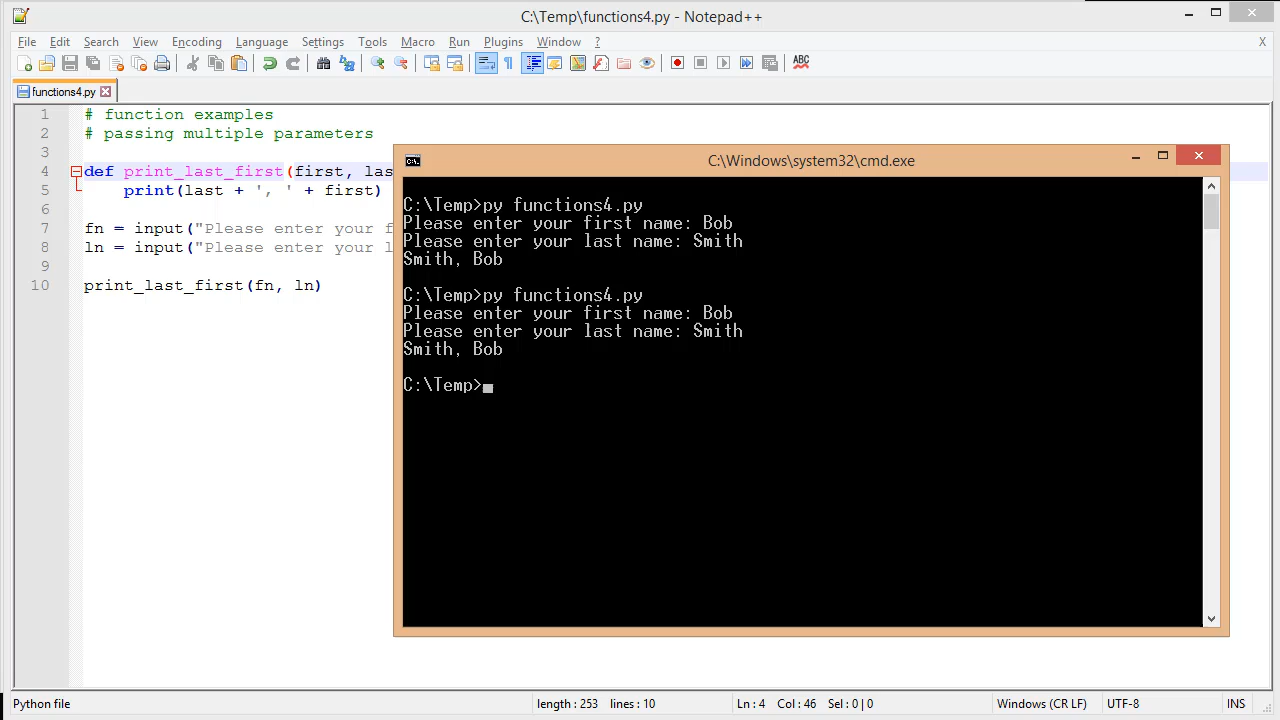 C:\Temp\functions4.py - Notepad++
File Edit Search View Encoding Language Settings Tools Macro Run Plugins Window ? X
ABC
functions4.py
1 # function examples
2 # passing multiple parameters
3
4 def print_last_first(first, las
5 print(last + ', ' + first)
6
7 fn = input("Please enter your f
8 ln = input("Please enter your l
9
10 print_last_first(fn, ln)
C:\Windows\system32\cmd.exe
C:\Temp>py functions4.py
Please enter your first name: Bob
Please enter your last name: Smith
Smith, Bob
C:\Temp>py functions4.py
Please enter your first name: Bob
Please enter your last name: Smith
Smith, Bob
C:\Temp>
Python file length : 253 lines : 10 Ln : 4 Col : 46 Sel : 0 | 0 Windows (CR LF) UTF-8 INS